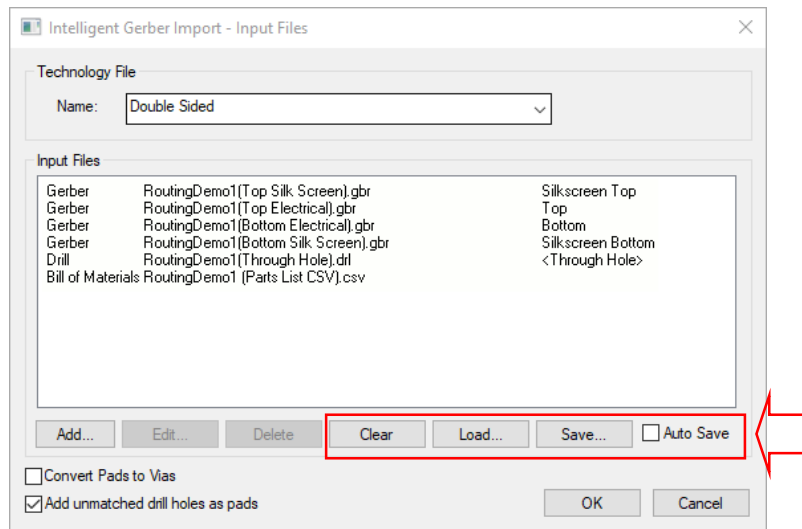 Intelligent Gerber Import - Input Files
Technology File
Name: Double Sided
Input Files
Gerber RoutingDemo1(Top Silk Screen).gbr Silkscreen Top
Gerber RoutingDemo1(Top Electrical).gbr Top
Gerber RoutingDemo1(Bottom Electrical).gbr Bottom
Gerber RoutingDemo1(Bottom Silk Screen).gbr Silkscreen Bottom
Drill RoutingDemo1(Through Hole).drl <Through Hole>
Bill of Materials RoutingDemo1 (Parts List CSV).csv
Add... Edit... Delete Clear Load... Save... Auto Save
Convert Pads to Vias
Add unmatched drill holes as pads OK Cancel